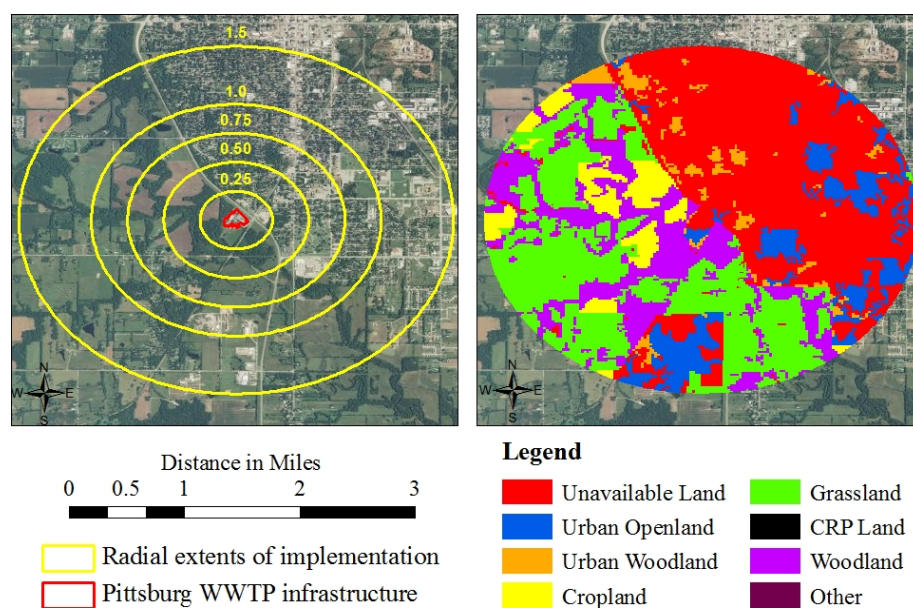 1.5
1.0
0.75
0.50
0.25
N
W E
S
N
W E
S
Distance in Miles
0 0.5 1 2 3
Radial extents of implementation
Pittsburg WWTP infrastructure
Legend
Unavailable Land
Urban Openland
Urban Woodland
Cropland
Grassland
CRP Land
Woodland
Other